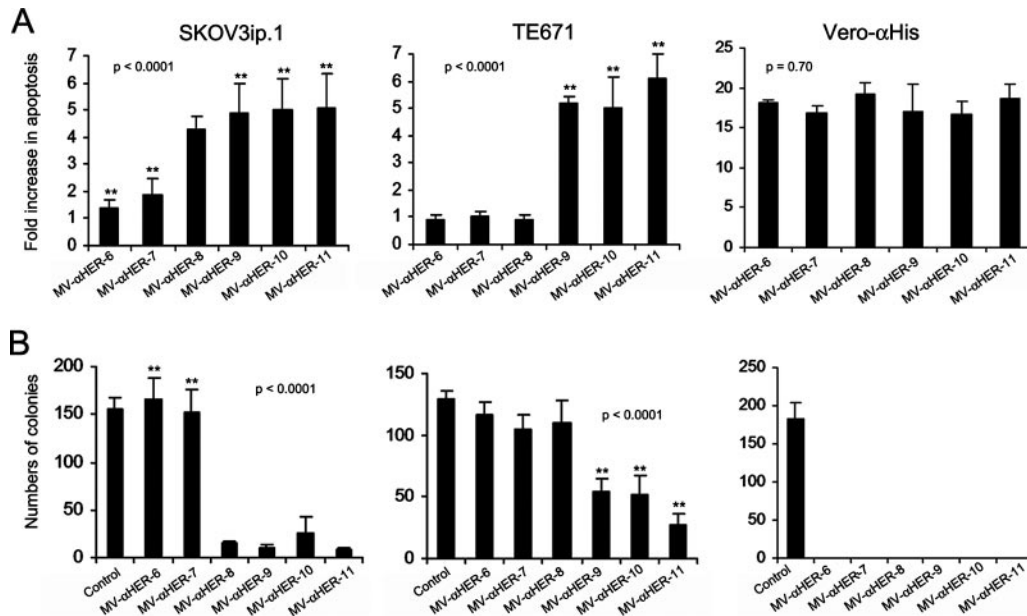 A
SKOV3ip.1
TE671
Vero-αHis
Fold increase in apoptosis
7
6
5
4
3
2
1
0
p < 0.0001
**
**
**
**
**
MV-αHER-6
MV-αHER-7
MV-αHER-8
MV-αHER-9
MV-αHER-10
MV-αHER-11
7
6
5
4
3
2
1
0
p < 0.0001
**
**
**
MV-αHER-6
MV-αHER-7
MV-αHER-8
MV-αHER-9
MV-αHER-10
MV-αHER-11
25
20
15
10
5
0
p = 0.70
MV-αHER-6
MV-αHER-7
MV-αHER-8
MV-αHER-9
MV-αHER-10
MV-αHER-11
B
Numbers of colonies
200
150
100
50
0
**
**
p < 0.0001
Control
MV-αHER-6
MV-αHER-7
MV-αHER-8
MV-αHER-9
MV-αHER-10
MV-αHER-11
150
100
50
0
p < 0.0001
**
**
**
Control
MV-αHER-6
MV-αHER-7
MV-αHER-8
MV-αHER-9
MV-αHER-10
MV-αHER-11
250
200
150
100
50
0
Control
MV-αHER-6
MV-αHER-7
MV-αHER-8
MV-αHER-9
MV-αHER-10
MV-αHER-11